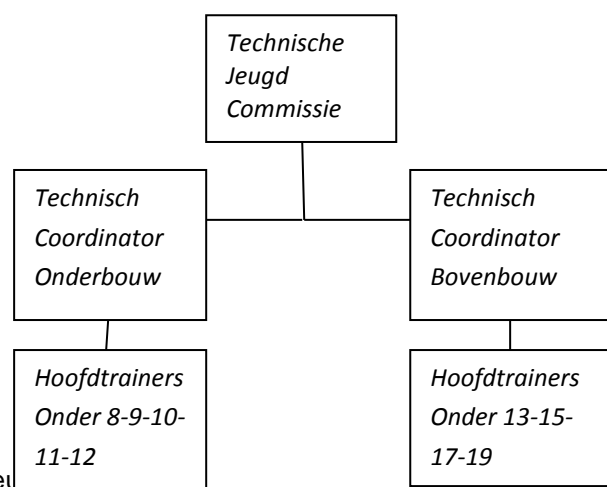 Technische
Jeugd
Commissie
Technisch
Coordinator
Onderbouw
Technisch
Coordinator
Bovenbouw
Hoofdtrainers
Onder 8-9-10-
11-12
Hoofdtrainers
Onder 13-15-
17-19